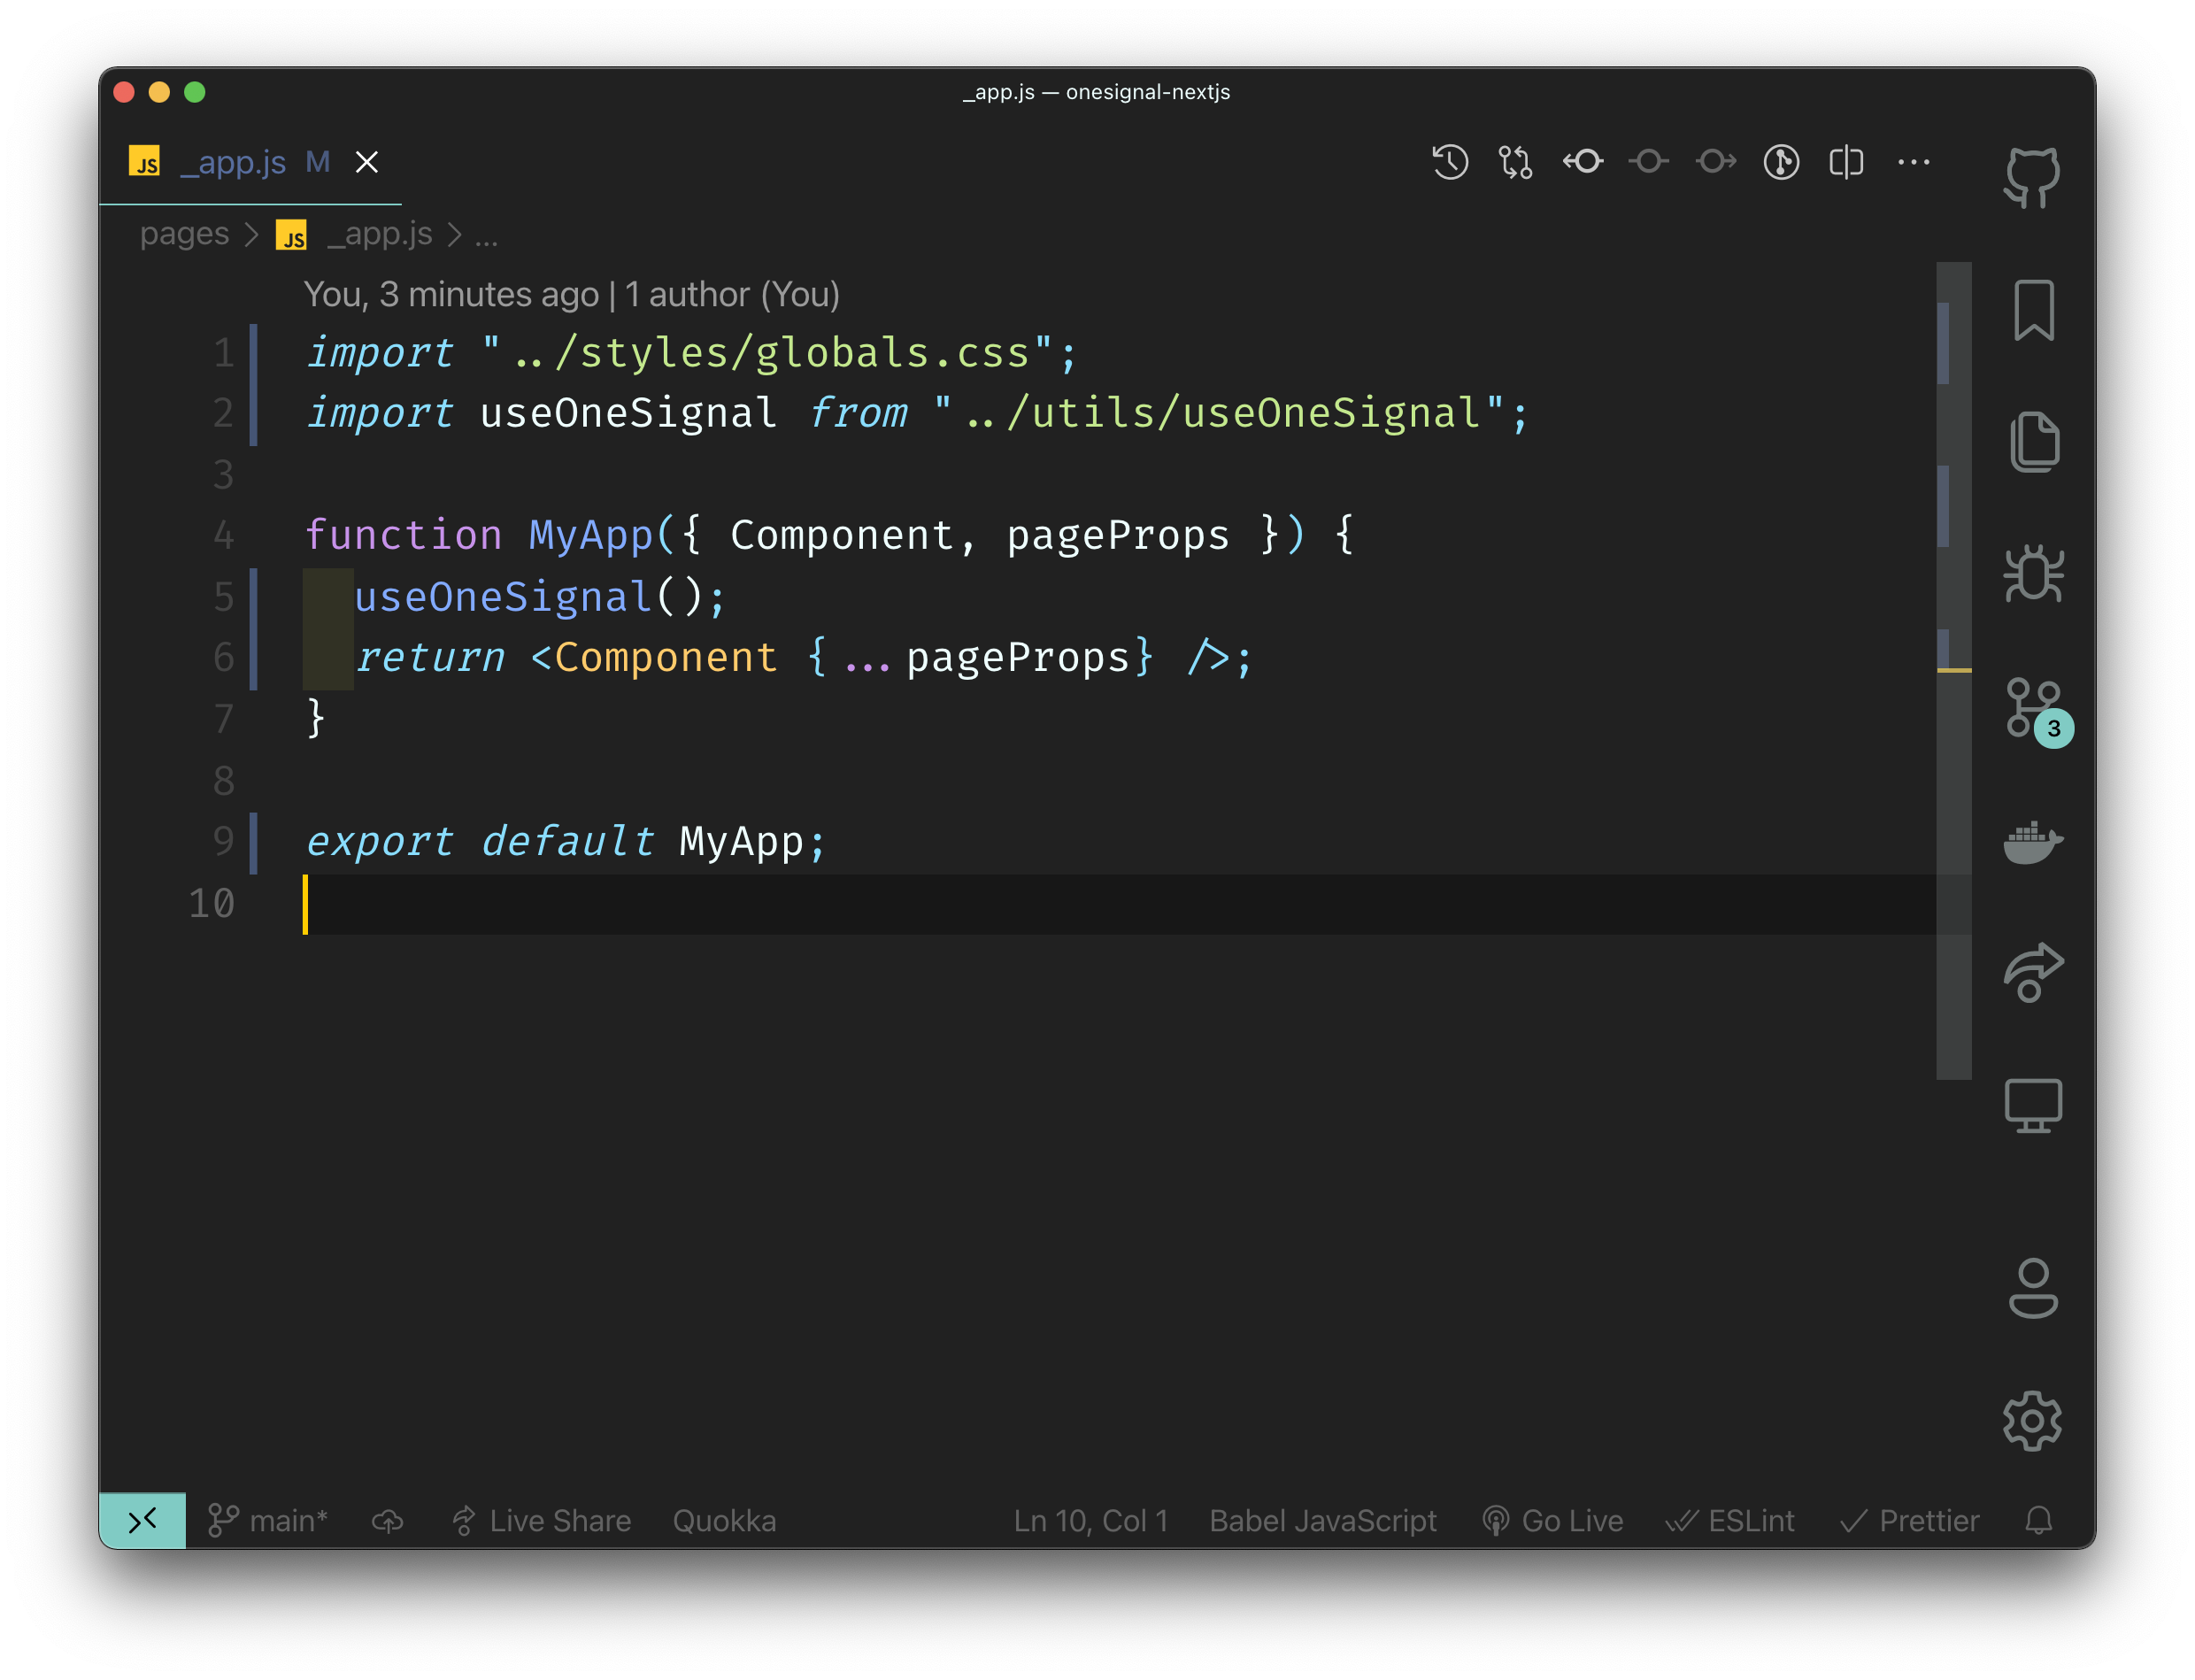 _app.js — onesignal-nextjs
JS _app.js M
pages > JS _app.js > ...
You, 3 minutes ago | 1 author (You)
1 import "../styles/globals.css";
2 import useOneSignal from "../utils/useOneSignal";
3
4 function MyApp({ Component, pageProps }) {
5   useOneSignal();
6   return <Component {...pageProps} />;
7 }
8
9 export default MyApp;
10
3
main* Live Share Quokka Ln 10, Col 1 Babel JavaScript Go Live ESLint Prettier